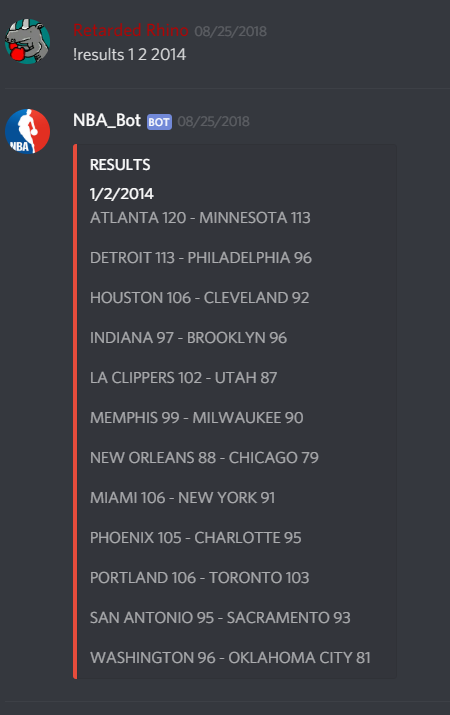 Retarded Rhino 08/25/2018
!results 1 2 2014
NBA_Bot BOT 08/25/2018
NBA
RESULTS
1/2/2014
ATLANTA 120 - MINNESOTA 113
DETROIT 113 - PHILADELPHIA 96
HOUSTON 106 - CLEVELAND 92
INDIANA 97 - BROOKLYN 96
LA CLIPPERS 102 - UTAH 87
MEMPHIS 99 - MILWAUKEE 90
NEW ORLEANS 88 - CHICAGO 79
MIAMI 106 - NEW YORK 91
PHOENIX 105 - CHARLOTTE 95
PORTLAND 106 - TORONTO 103
SAN ANTONIO 95 - SACRAMENTO 93
WASHINGTON 96 - OKLAHOMA CITY 81